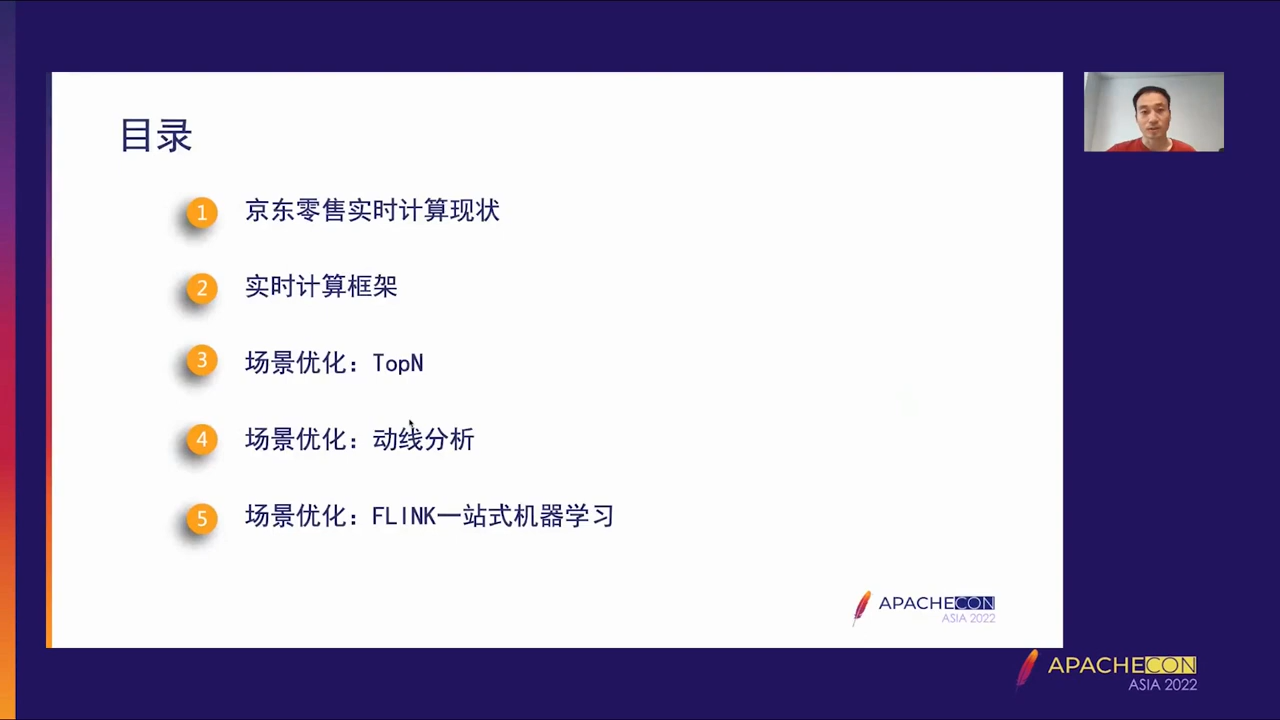 目录
1 京东零售实时计算现状
2 实时计算框架
3 场景优化：TopN
4 场景优化：动线分析
5 场景优化：FLINK一站式机器学习
APACHECON
ASIA 2022
APACHECON
ASIA 2022